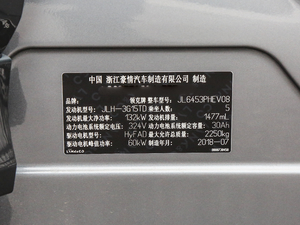 中国 浙江豪情汽车制造有限公司 制造
品牌 领克牌 整车型号 JL6453PHEV08
发动机型号 JLH-3G15TD 乘坐人数 5
发动机最大净功率 132kW 发动机排量 1477mL
动力电池系统额定电压 324V 动力电池系统额定容量 30AH
驱动电机型号 HyFAD 最大允许总质量 2250kg
驱动电机峰值功率 60kW 制造年月 2018-07
LYNK&CO